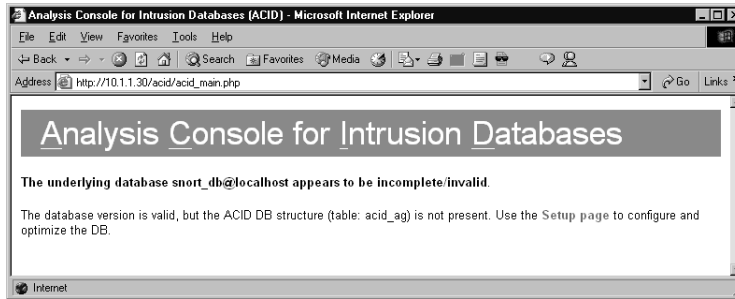 Analysis Console for Intrusion Databases (ACID) - Microsoft Internet Explorer
File Edit View Favorites Tools Help
Back Search Favorites Media
Address http://10.1.1.30/acid/acid_main.php Go Links
Analysis Console for Intrusion Databases
The underlying database snort_db@localhost appears to be incomplete/invalid.
The database version is valid, but the ACID DB structure (table: acid_ag) is not present. Use the Setup page to configure and
optimize the DB.
Internet